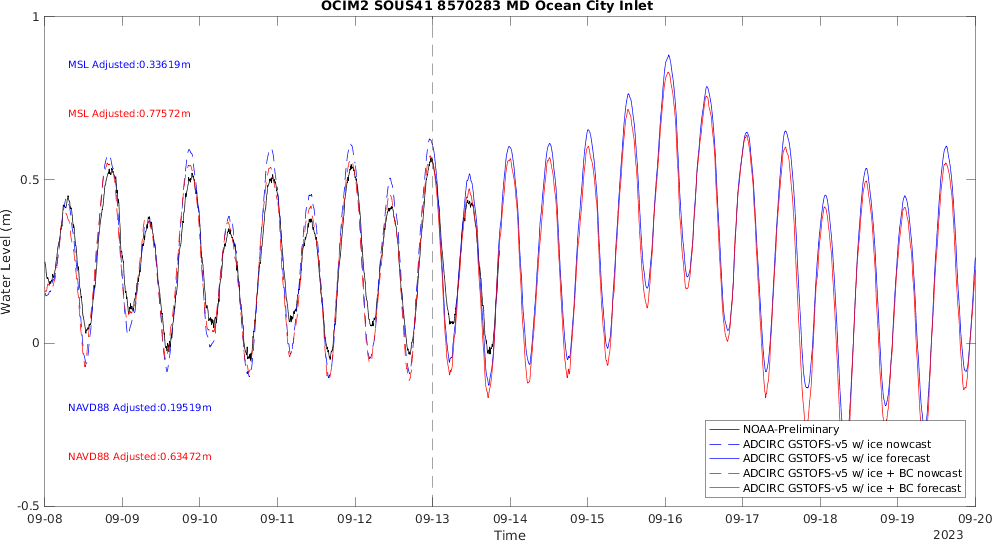 OCIM2 SOUS41 8570283 MD Ocean City Inlet
1
MSL Adjusted:0.33619m
MSL Adjusted:0.77572m
0.5
Water Level (m)
0
NAVD88 Adjusted:0.19519m
NAVD88 Adjusted:0.63472m
NOAA-Preliminary
ADCIRC GSTOFS-v5 w/ ice nowcast
ADCIRC GSTOFS-v5 w/ ice forecast
ADCIRC GSTOFS-v5 w/ ice + BC nowcast
ADCIRC GSTOFS-v5 w/ ice + BC forecast
-0.5
09-08 09-09 09-10 09-11 09-12 09-13 09-14 09-15 09-16 09-17 09-18 09-19 09-20
Time
2023